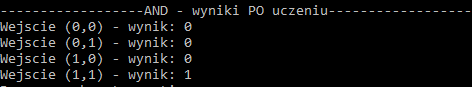 ------------------AND - wyniki PO uczeniu------------------
Wejscie (0,0) - wynik: 0
Wejscie (0,1) - wynik: 0
Wejscie (1,0) - wynik: 0
Wejscie (1,1) - wynik: 1